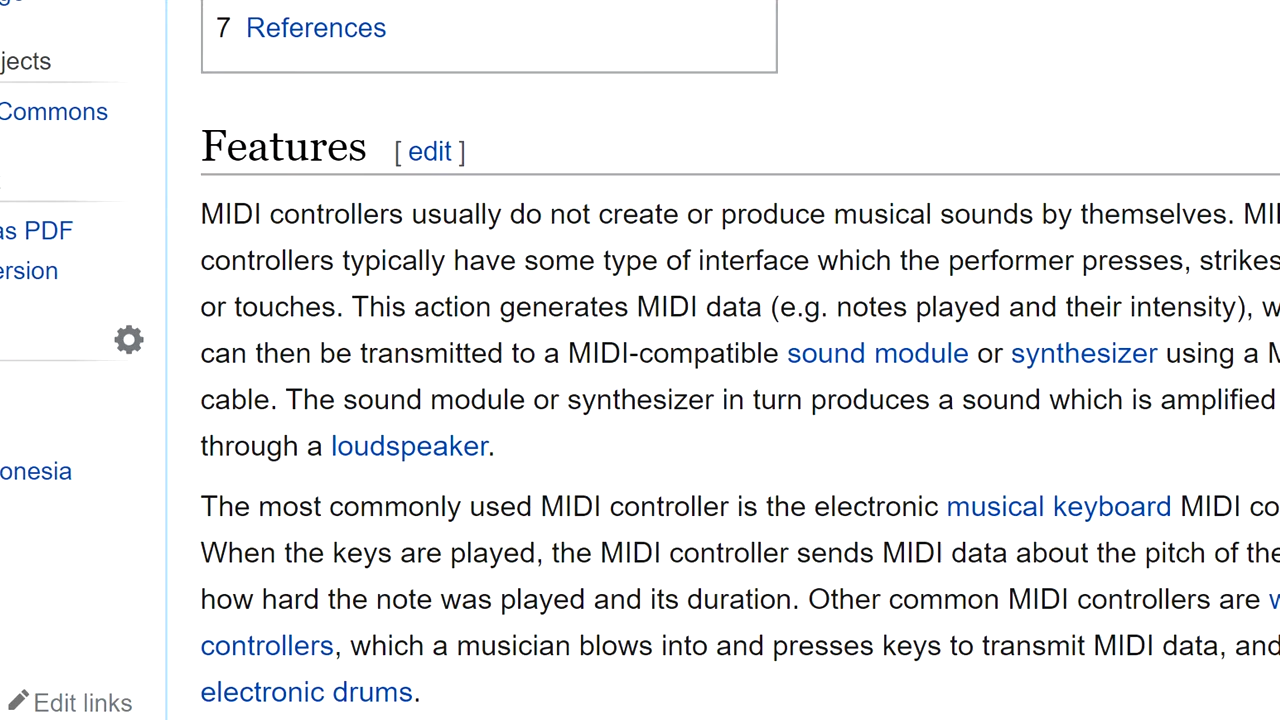 7 References
jects
Commons
Features [ edit ]
MIDI controllers usually do not create or produce musical sounds by themselves.
as PDF
controllers typically have some type of interface which the performer presses, strikes
ersion
or touches. This action generates MIDI data (e.g. notes played and their intensity),
can then be transmitted to a MIDI-compatible sound module or synthesizer using a
cable. The sound module or synthesizer in turn produces a sound which is amplified
through a loudspeaker.
onesia
The most commonly used MIDI controller is the electronic musical keyboard MIDI co
When the keys are played, the MIDI controller sends MIDI data about the pitch of the
how hard the note was played and its duration. Other common MIDI controllers are
controllers, which a musician blows into and presses keys to transmit MIDI data, and
electronic drums.
Edit links